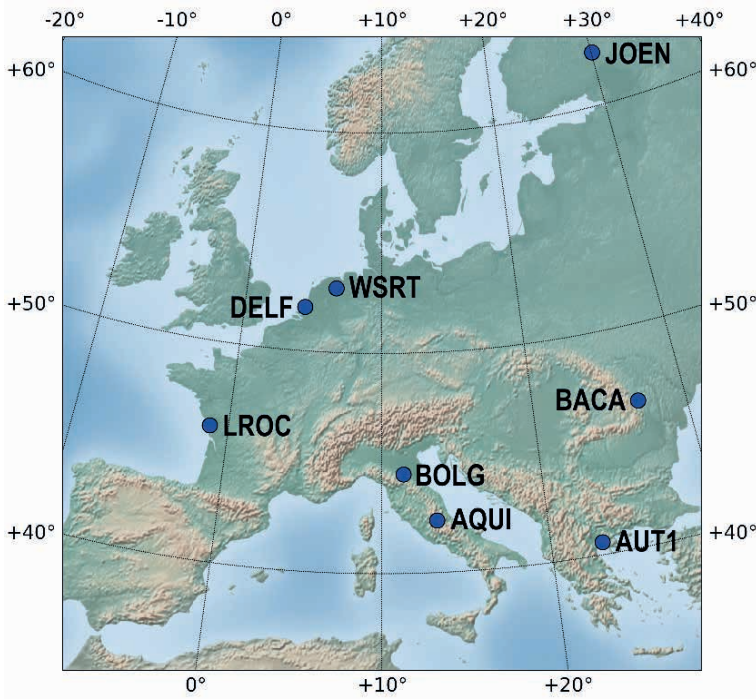 -20° -10° 0° +10° +20° +30° +40°
JOEN
+60° +60°
WSRT
DELF
+50° +50°
BACA
LROC
BOLG
AQUI
+40° AUT1 +40°
0° +10° +20°